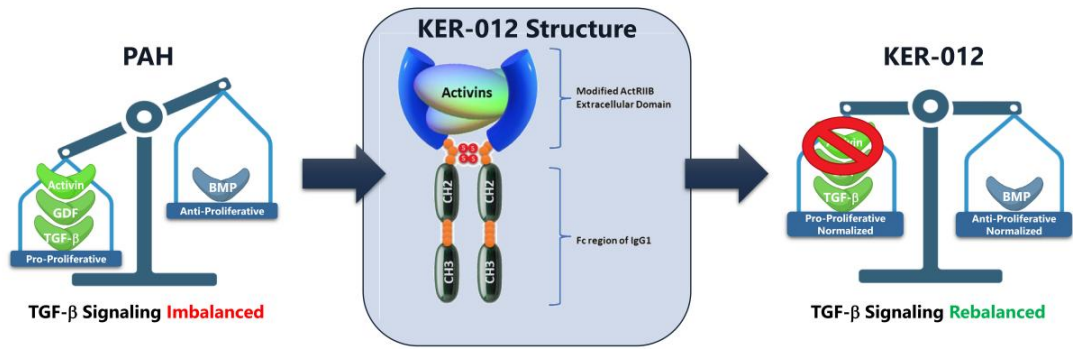 PAH
Activin
GDF
TGF-β
Pro-Proliferative
BMP
Anti-Proliferative
TGF-β Signaling Imbalanced
KER-012 Structure
Activins
Modified ActRIIB
Extracellular Domain
S S
S S
CH2
CH2
CH3
CH3
Fc region of IgG1
KER-012
TGF-β
Pro-Proliferative
Normalized
BMP
Anti-Proliferative
Normalized
TGF-β Signaling Rebalanced